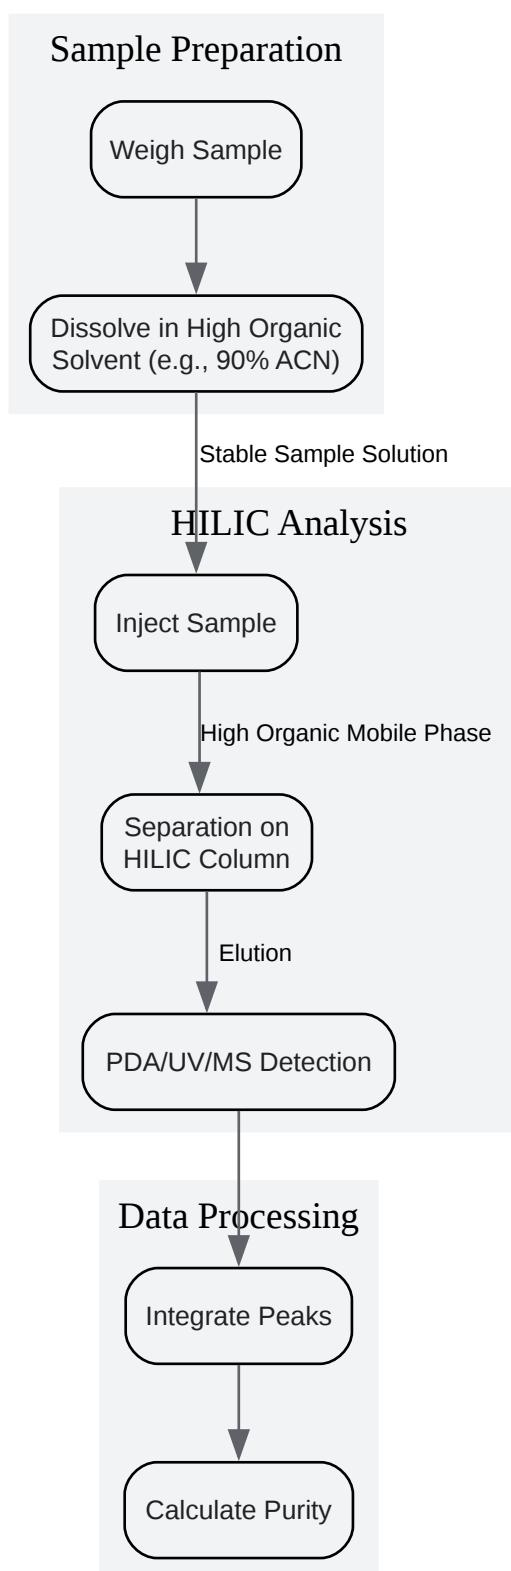 Sample Preparation
Weigh Sample
Dissolve in High Organic
Solvent (e.g., 90% ACN)
Stable Sample Solution
HILIC Analysis
Inject Sample
High Organic Mobile Phase
Separation on
HILIC Column
Elution
PDA/UV/MS Detection
Data Processing
Integrate Peaks
Calculate Purity